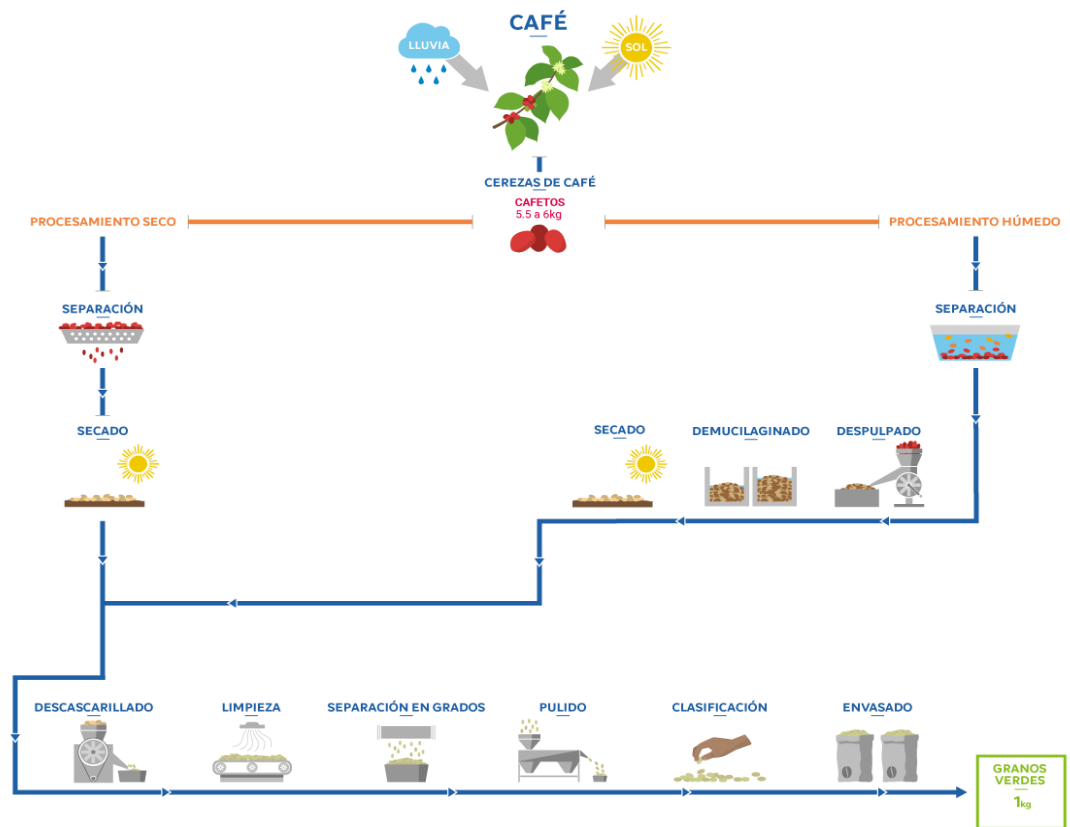 CAFÉ
LLUVIA
SOL
CEREZAS DE CAFÉ
CAFETOS
5.5 a 6kg
PROCESAMIENTO SECO
PROCESAMIENTO HÚMEDO
SEPARACIÓN
SEPARACIÓN
SECADO
SECADO
DEMUCILAGINADO
DESPULPADO
DESCASCARILLADO
LIMPIEZA
SEPARACIÓN EN GRADOS
PULIDO
CLASIFICACIÓN
ENVASADO
GRANOS
VERDES
1kg